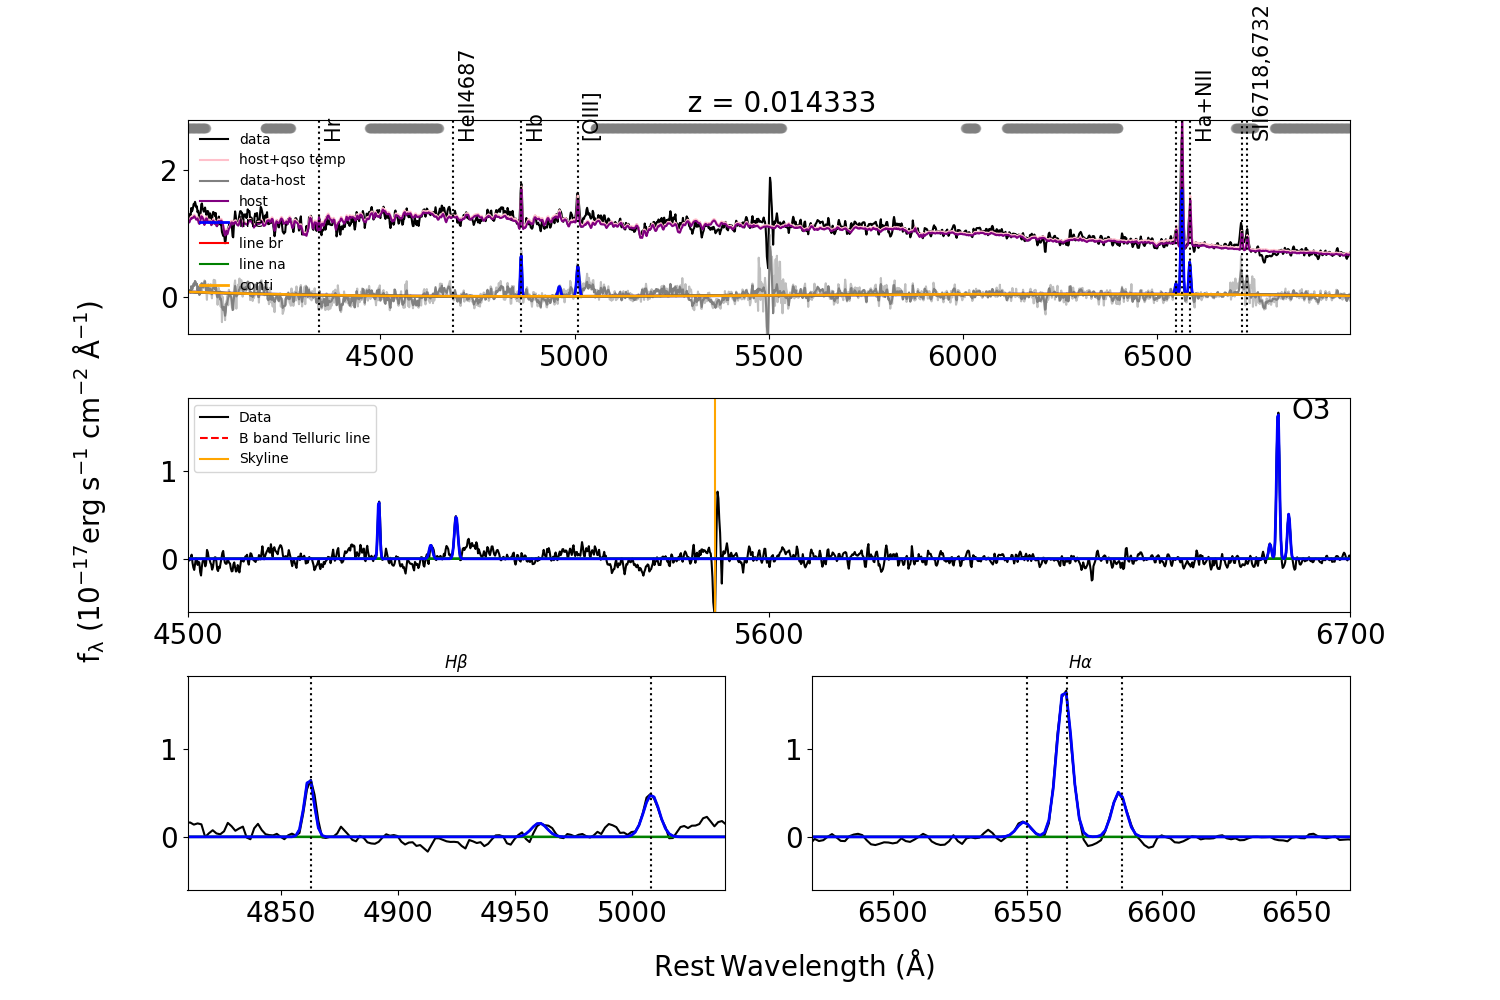 z = 0.014333
Hr
HeII4687
Hb
[OIII]
Ha+NII
SII6718,6732
data
host+qso temp
data-host
host
line br
line na
conti
2
0
4500 5000 5500 6000 6500
Data
B band Telluric line
Skyline
O3
1
0
4500 5600 6700
fλ (10−17erg s−1 cm−2 Å−1)
Hβ
1
0
4850 4900 4950 5000
Hα
1
0
6500 6550 6600 6650
Rest Wavelength (Å)